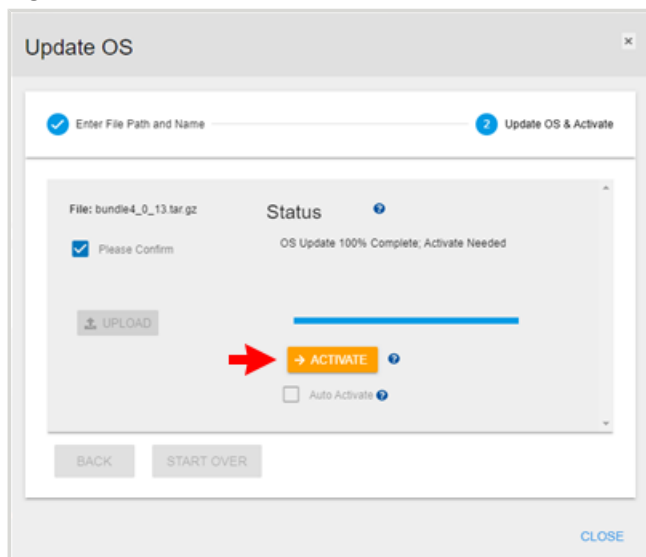 Update OS
×
Enter File Path and Name
2 Update OS & Activate
File: bundle4_0_13.tar.gz
Status ?
Please Confirm
OS Update 100% Complete; Activate Needed
UPLOAD
→ ACTIVATE ?
Auto Activate ?
BACK START OVER
CLOSE